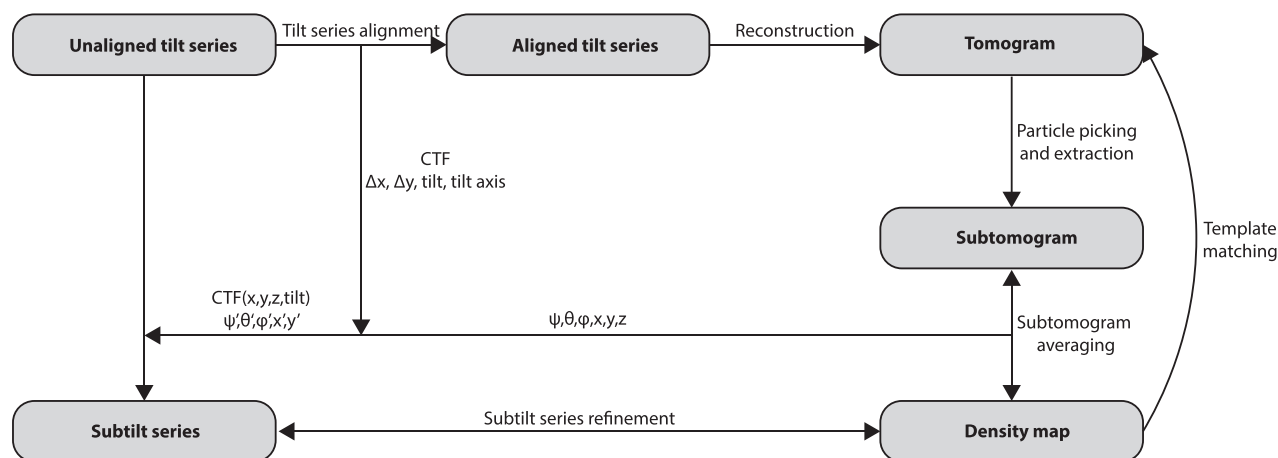 Unaligned tilt series
Tilt series alignment
Aligned tilt series
Reconstruction
Tomogram
CTF
Δx, Δy, tilt, tilt axis
Particle picking
and extraction
Template
matching
Subtomogram
CTF(x,y,z,tilt)
ψ′,θ‘,φ′,x′,y′
ψ,θ,φ,x,y,z
Subtomogram
averaging
Subtilt series
Subtilt series refinement
Density map